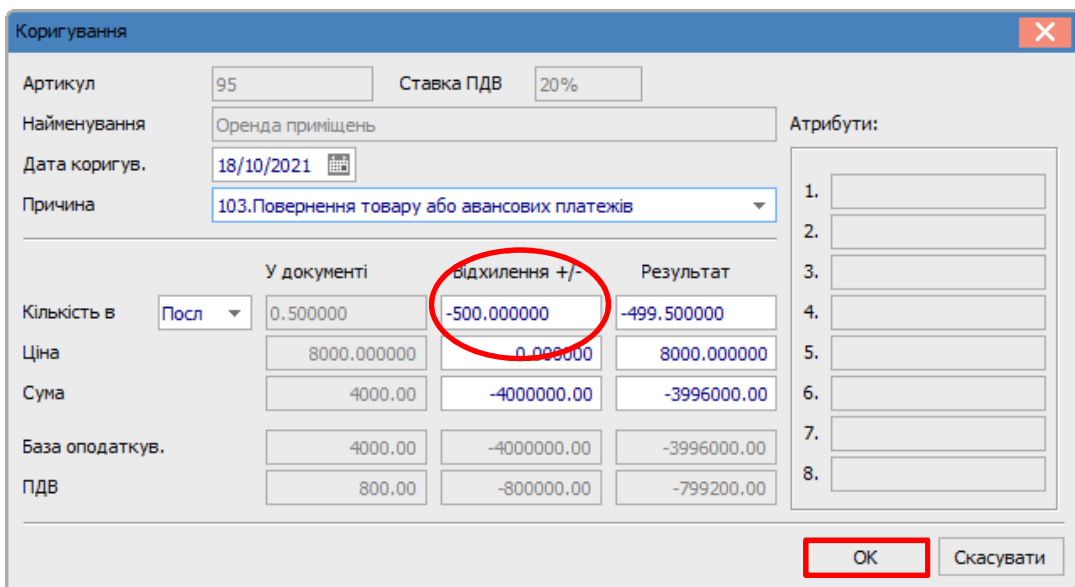 Коригування
Артикул 95 Ставка ПДВ 20%
Найменування Оренда приміщень Атрибути:
Дата коригув. 18/10/2021
Причина 103.Повернення товару або авансових платежів
1.
2.
У документі Відхилення +/- Результат 3.
Кількість в Посл 0.500000 -500.000000 -499.500000 4.
Ціна 8000.000000 0.000000 8000.000000 5.
Сума 4000.00 -4000000.00 -3996000.00 6.
7.
База оподаткув. 4000.00 -4000000.00 -3996000.00
8.
ПДВ 800.00 -800000.00 -799200.00
OK Скасувати